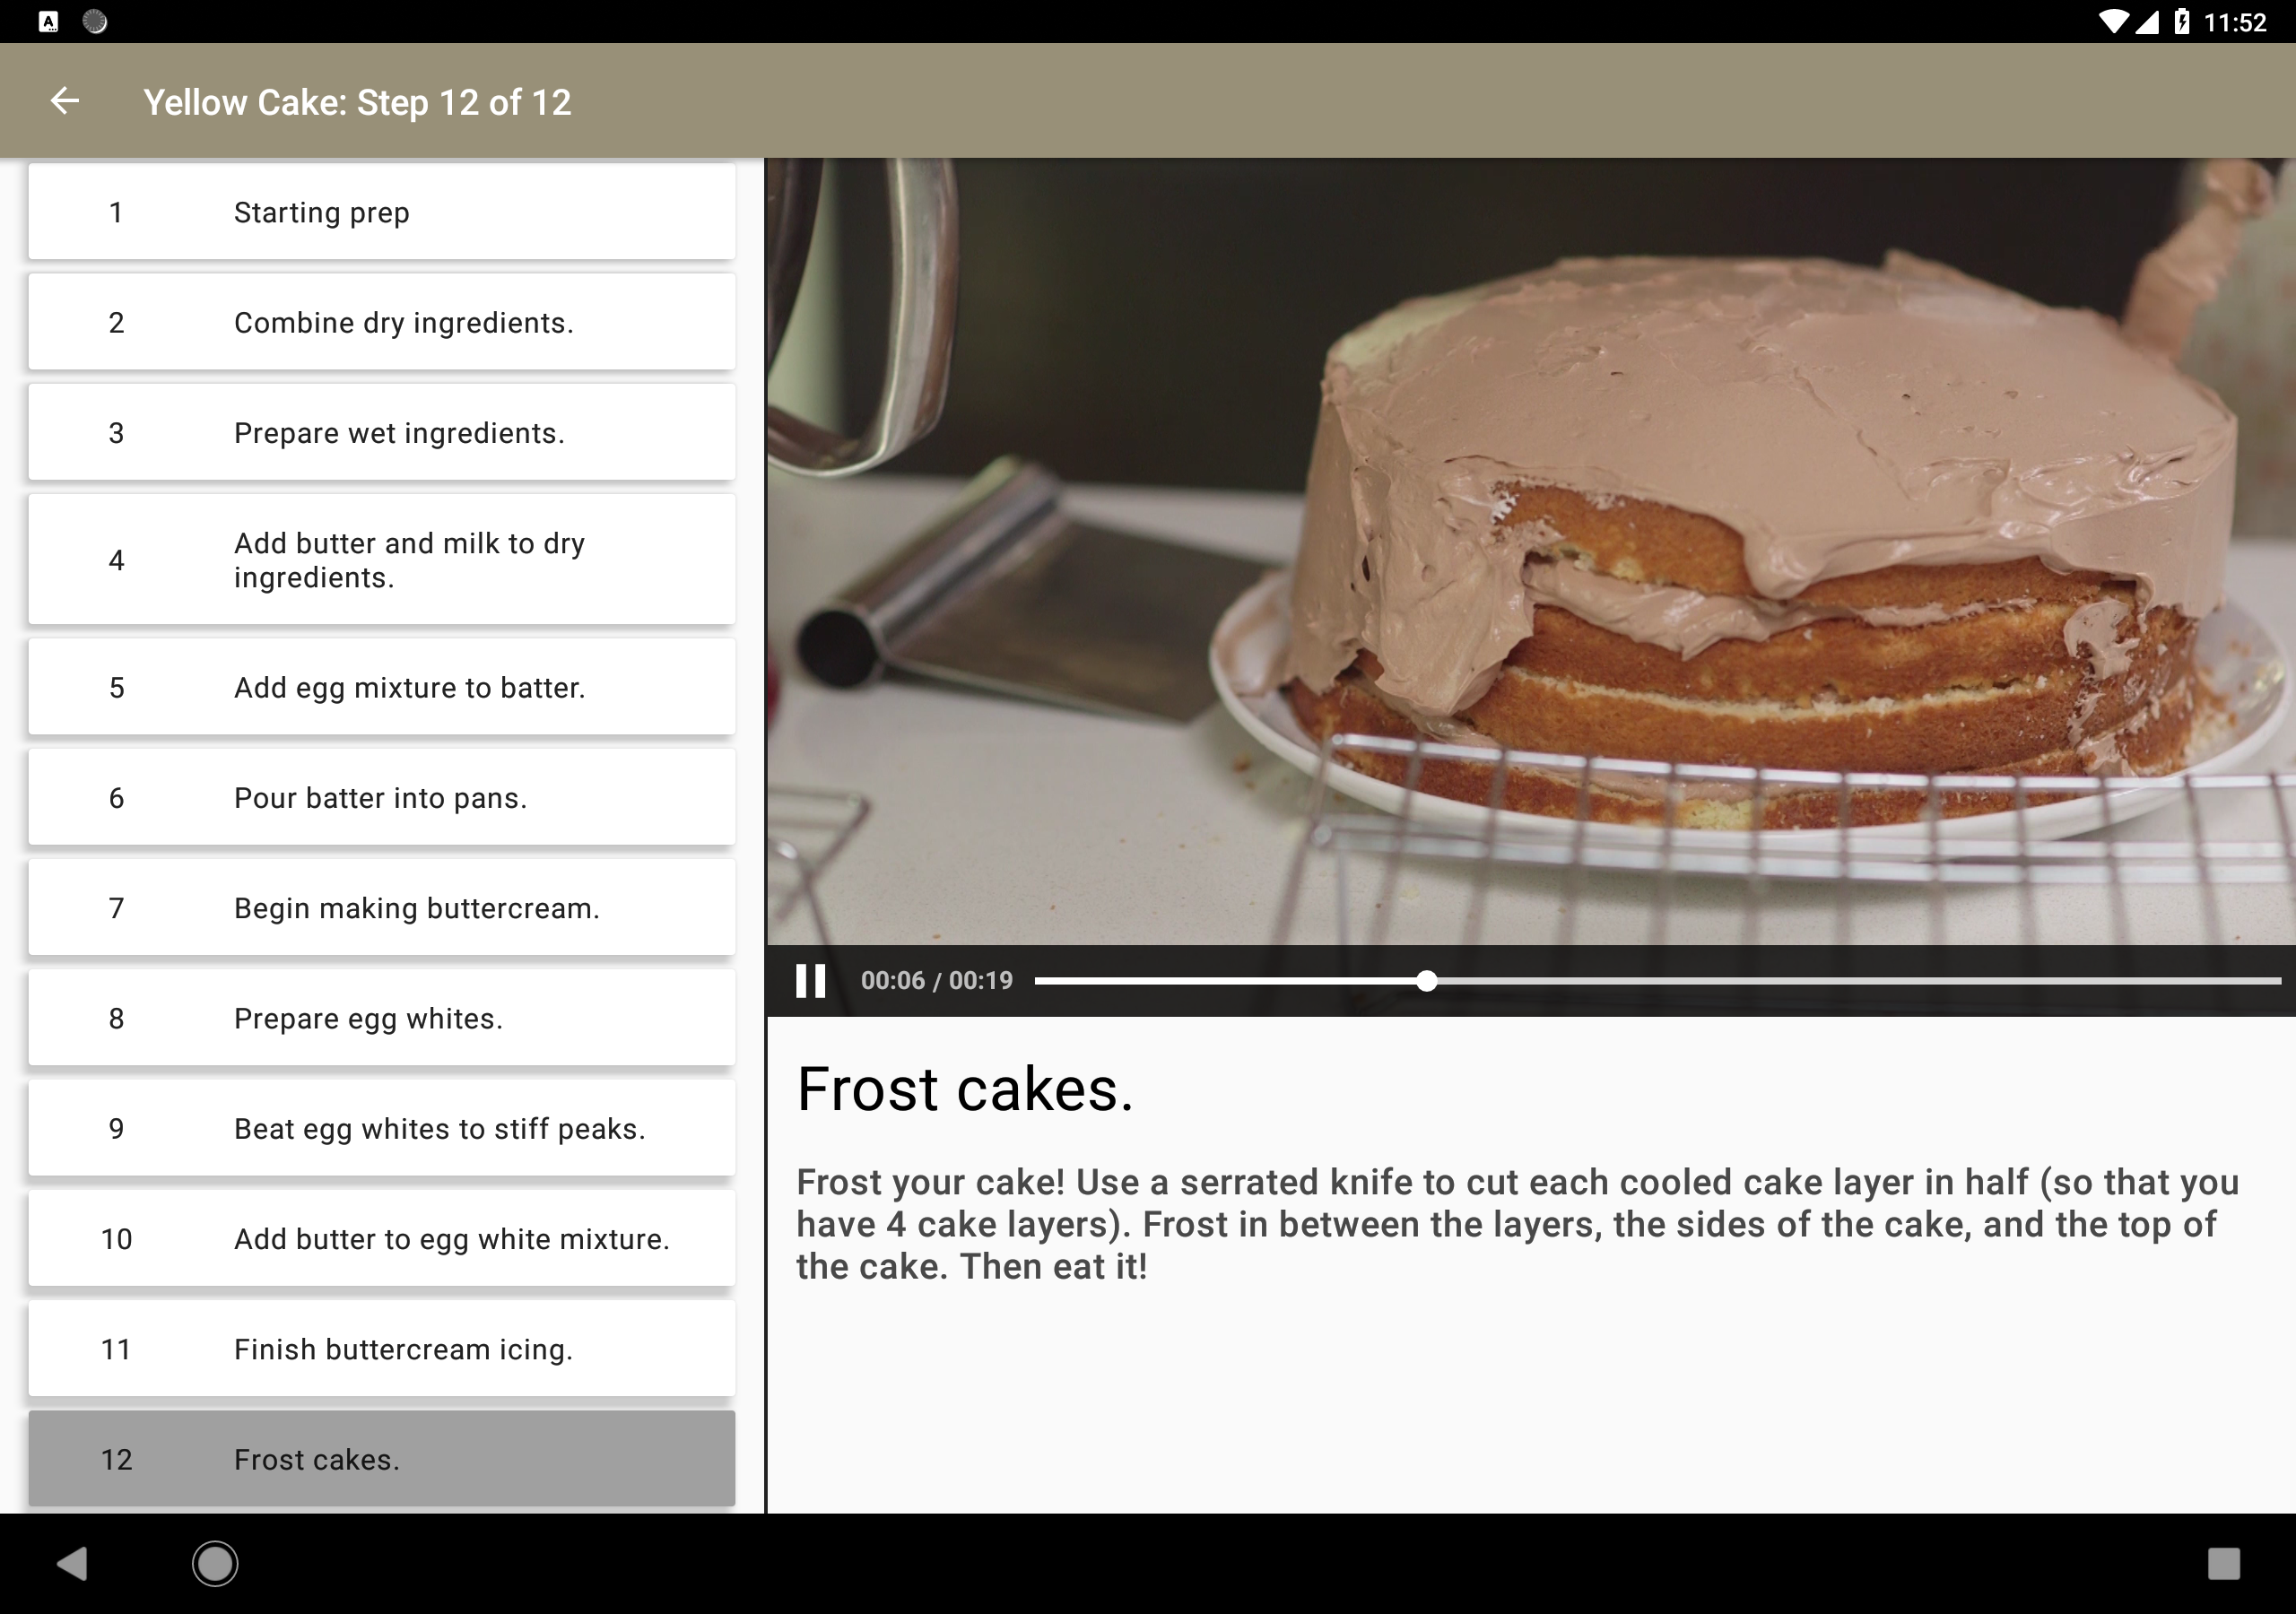 A
11:52
Yellow Cake: Step 12 of 12
1 Starting prep
2 Combine dry ingredients.
3 Prepare wet ingredients.
4 Add butter and milk to dry
ingredients.
5 Add egg mixture to batter.
6 Pour batter into pans.
7 Begin making buttercream.
8 Prepare egg whites.
9 Beat egg whites to stiff peaks.
10 Add butter to egg white mixture.
11 Finish buttercream icing.
12 Frost cakes.
00:06 / 00:19
Frost cakes.
Frost your cake! Use a serrated knife to cut each cooled cake layer in half (so that you
have 4 cake layers). Frost in between the layers, the sides of the cake, and the top of
the cake. Then eat it!